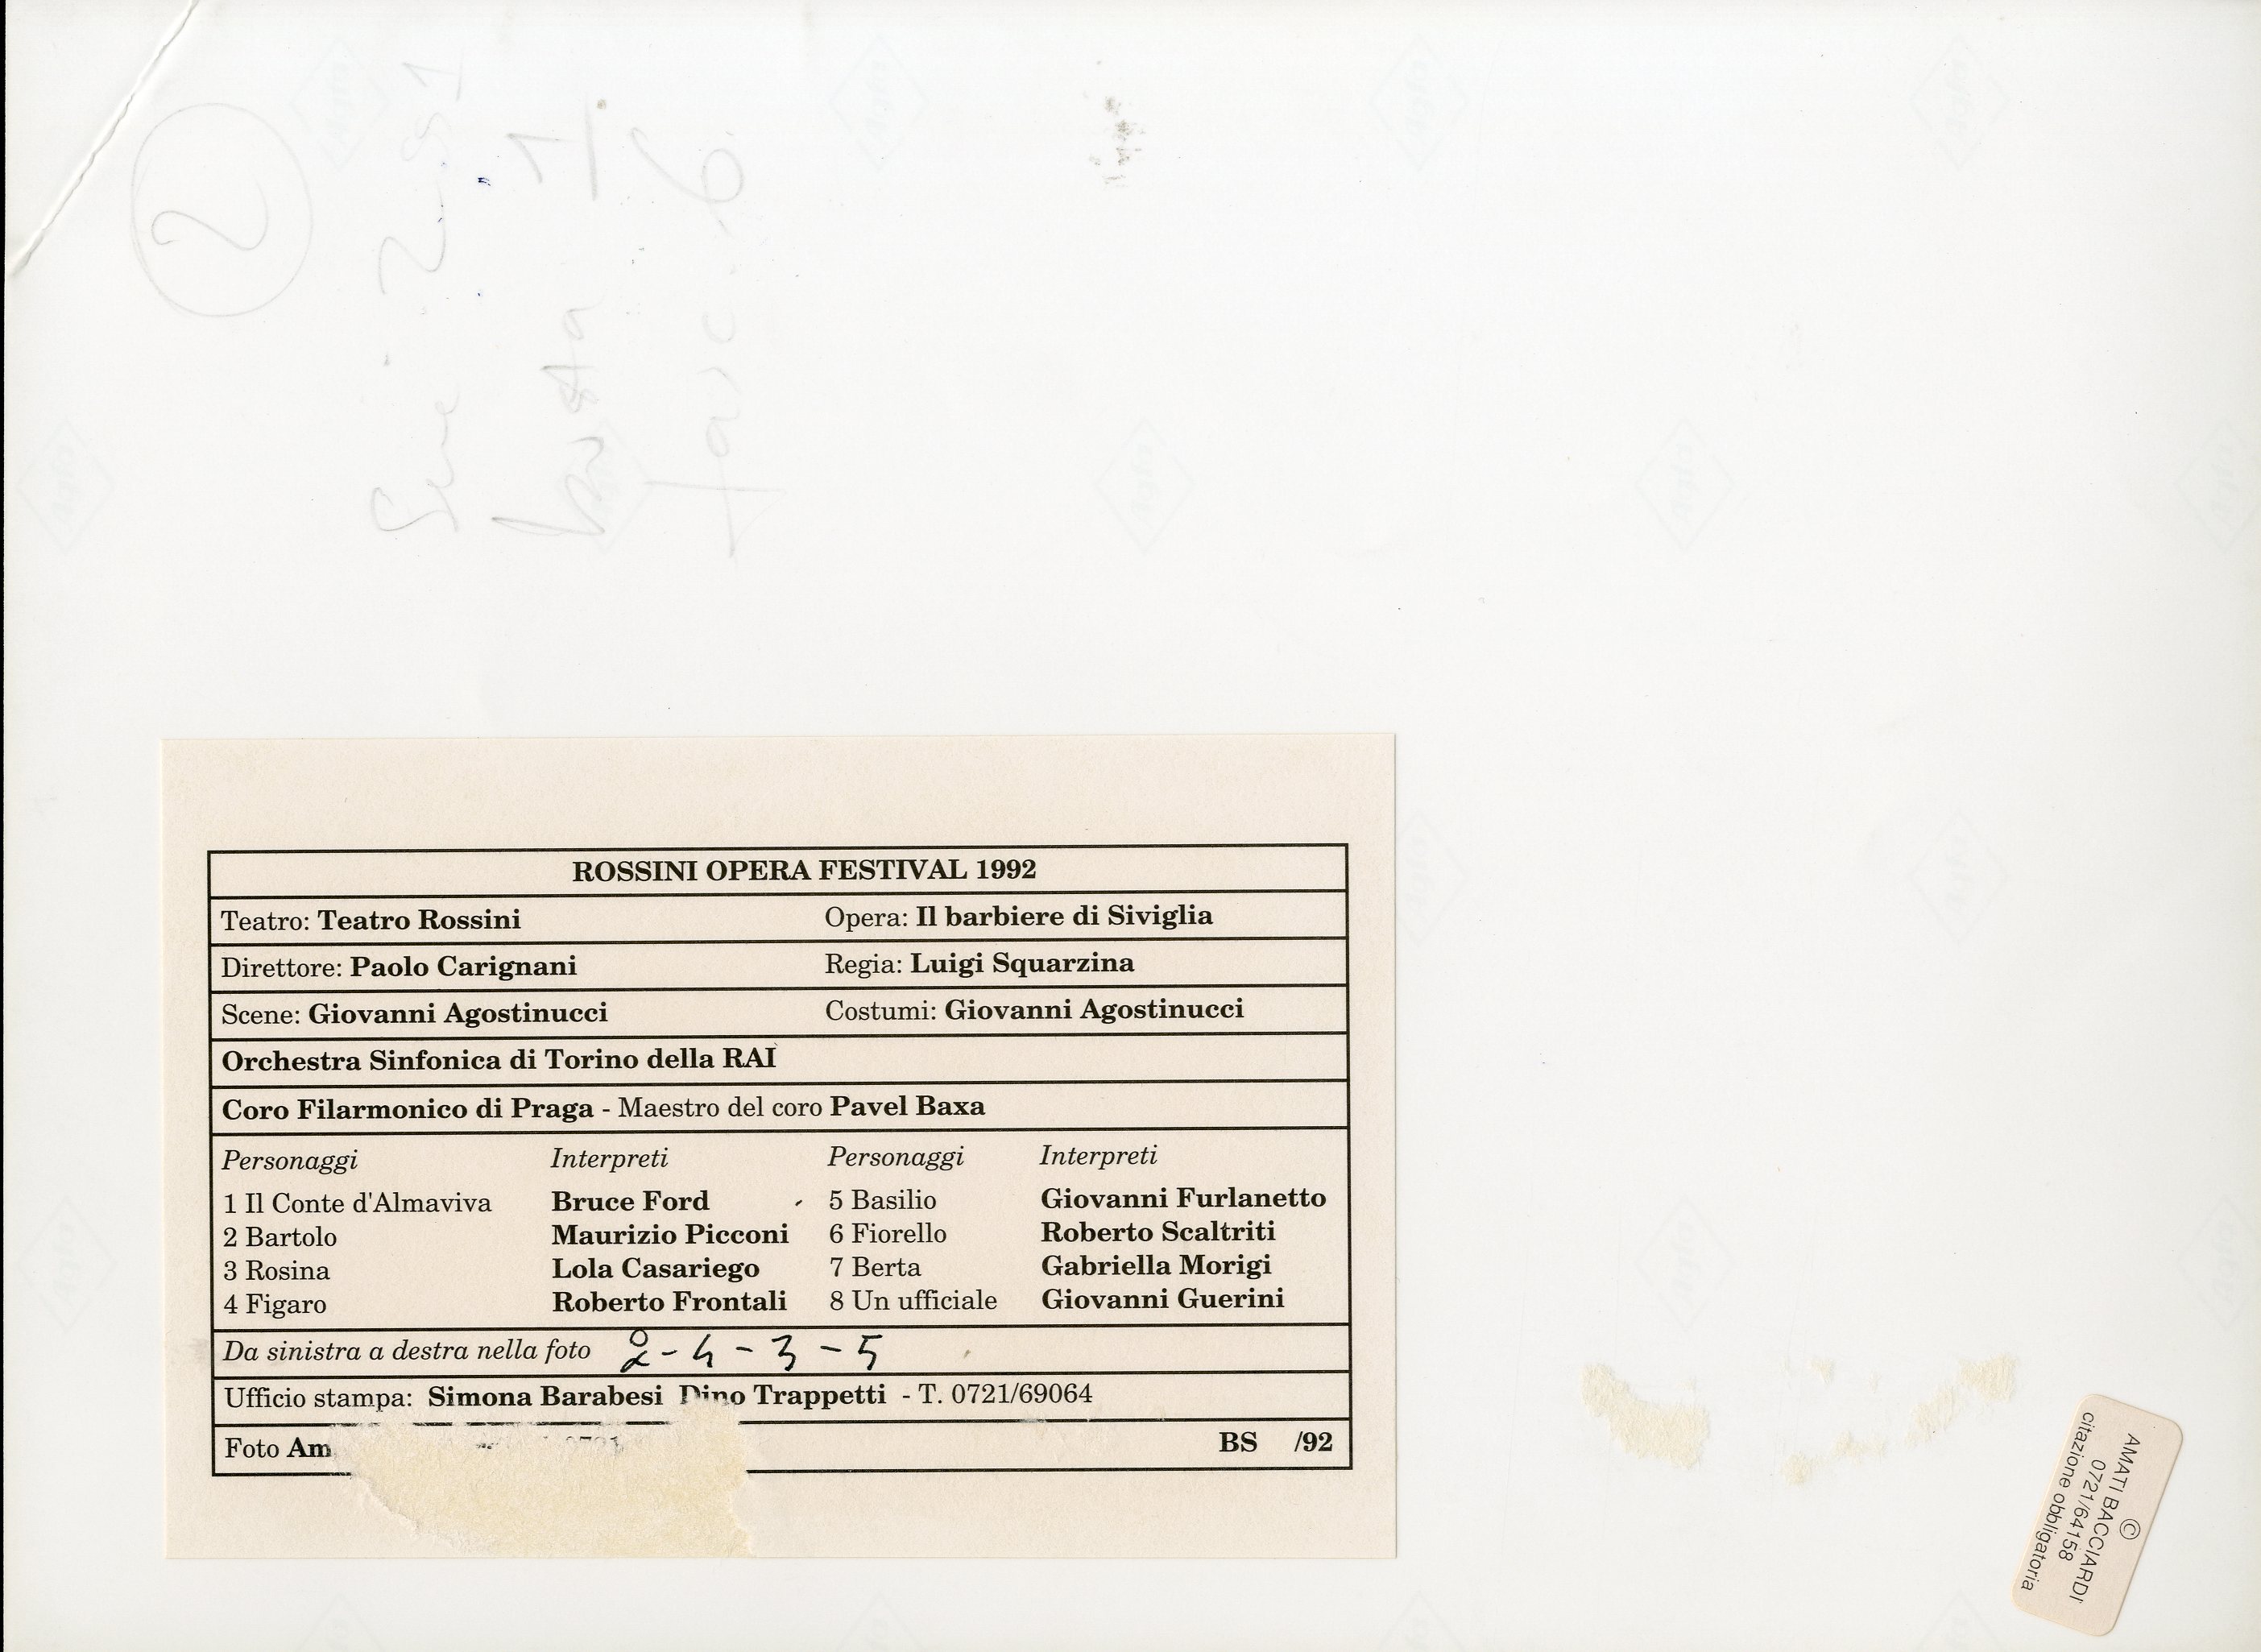 ROSSINI OPERA FESTIVAL 1992
Teatro: Teatro Rossini Opera: Il barbiere di Siviglia
Direttore: Paolo Carignani Regia: Luigi Squarzina
Scene: Giovanni Agostinucci Costumi: Giovanni Agostinucci
Orchestra Sinfonica di Torino della RAI
Coro Filarmonico di Praga - Maestro del coro Pavel Baxa
Personaggi Interpreti Personaggi Interpreti
1 Il Conte d'Almaviva Bruce Ford 5 Basilio Giovanni Furlanetto
2 Bartolo Maurizio Picconi 6 Fiorello Roberto Scaltriti
3 Rosina Lola Casariego 7 Berta Gabriella Morigi
4 Figaro Roberto Frontali 8 Un ufficiale Giovanni Guerini
Da sinistra a destra nella foto 2-4-3-5
Ufficio stampa: Simona Barabesi Dino Trappetti - T. 0721/69064
Foto Am BS /92
©
AMATI BACCIARDI
0721/64158
citazione obbligatoria